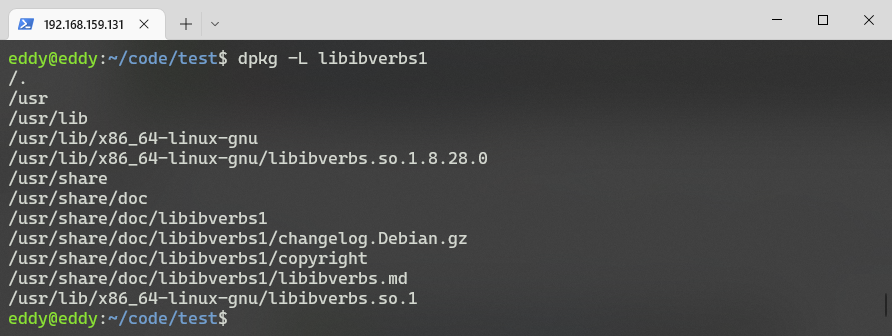 192.168.159.131
eddy@eddy:~/code/test$ dpkg -L libibverbs1
/.
/usr
/usr/lib
/usr/lib/x86_64-linux-gnu
/usr/lib/x86_64-linux-gnu/libibverbs.so.1.8.28.0
/usr/share
/usr/share/doc
/usr/share/doc/libibverbs1
/usr/share/doc/libibverbs1/changelog.Debian.gz
/usr/share/doc/libibverbs1/copyright
/usr/share/doc/libibverbs1/libibverbs.md
/usr/lib/x86_64-linux-gnu/libibverbs.so.1
eddy@eddy:~/code/test$